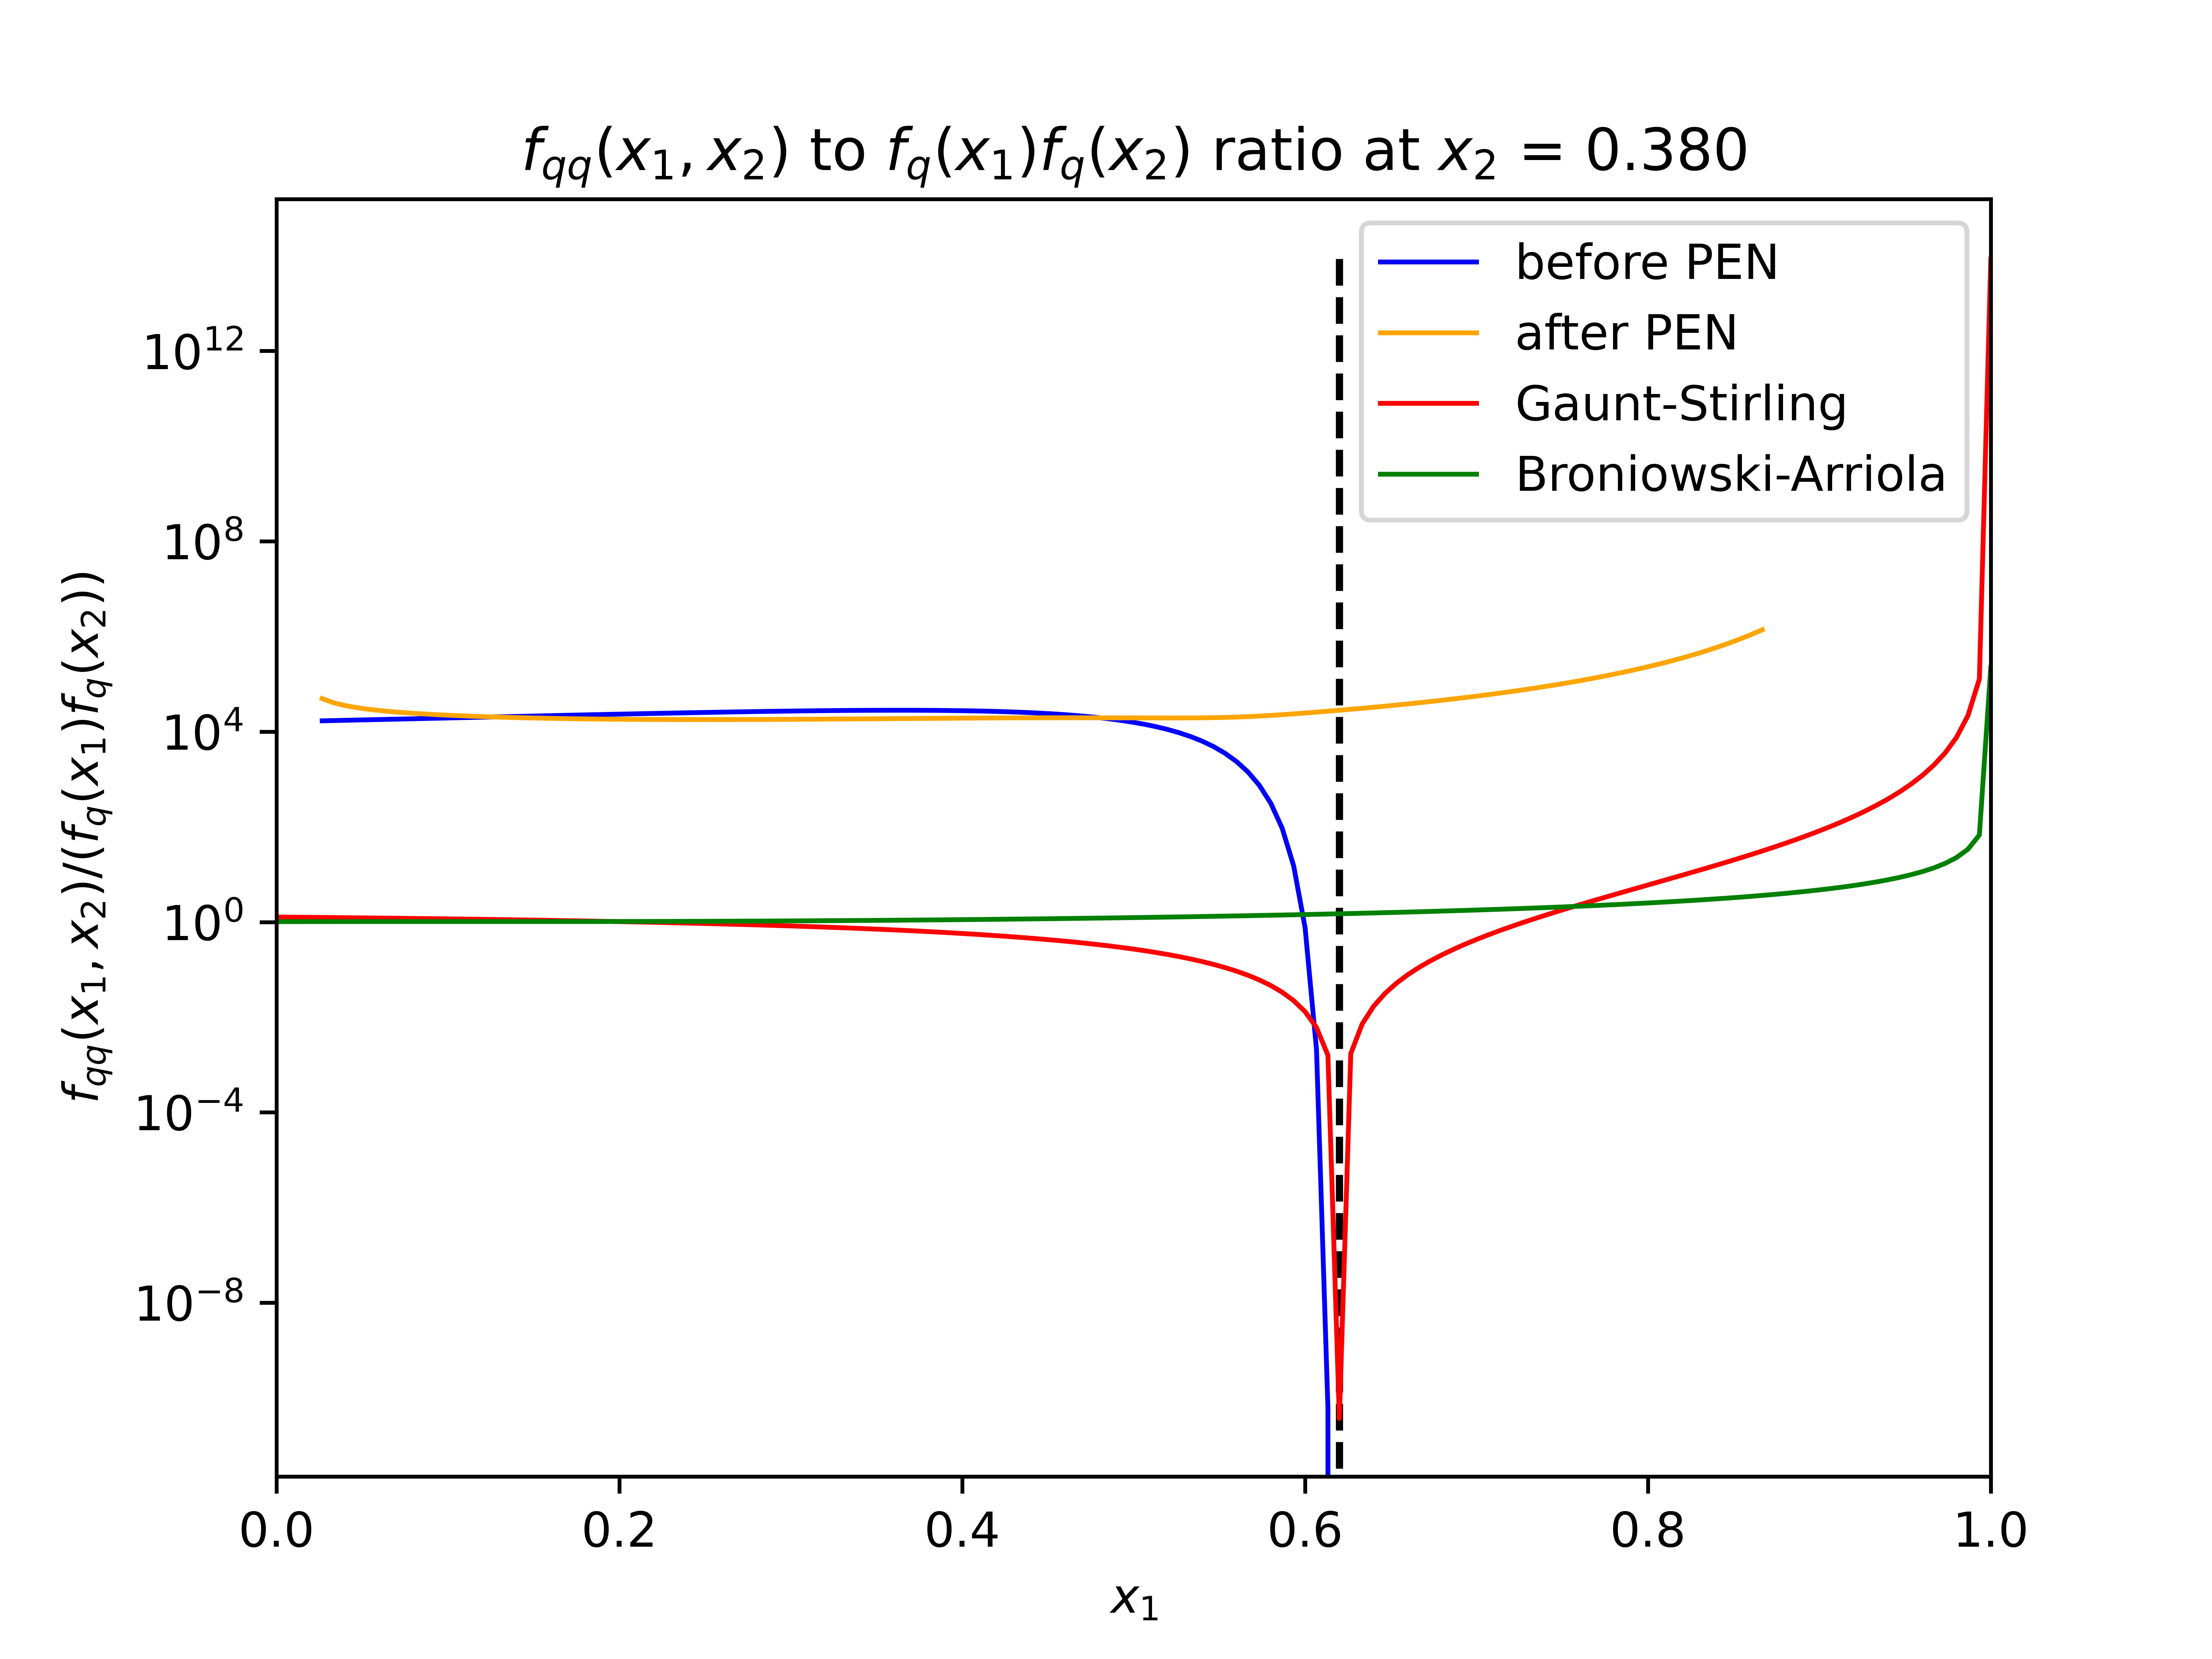 f_{qq}(x_1, x_2) to f_q(x_1)f_q(x_2) ratio at x_2 = 0.380
before PEN
after PEN
Gaunt-Stirling
Broniowski-Arriola
f_{qq}(x_1, x_2)/(f_q(x_1)f_q(x_2))
10^{12}
10^8
10^4
10^0
10^{-4}
10^{-8}
0.0 0.2 0.4 0.6 0.8 1.0
x_1